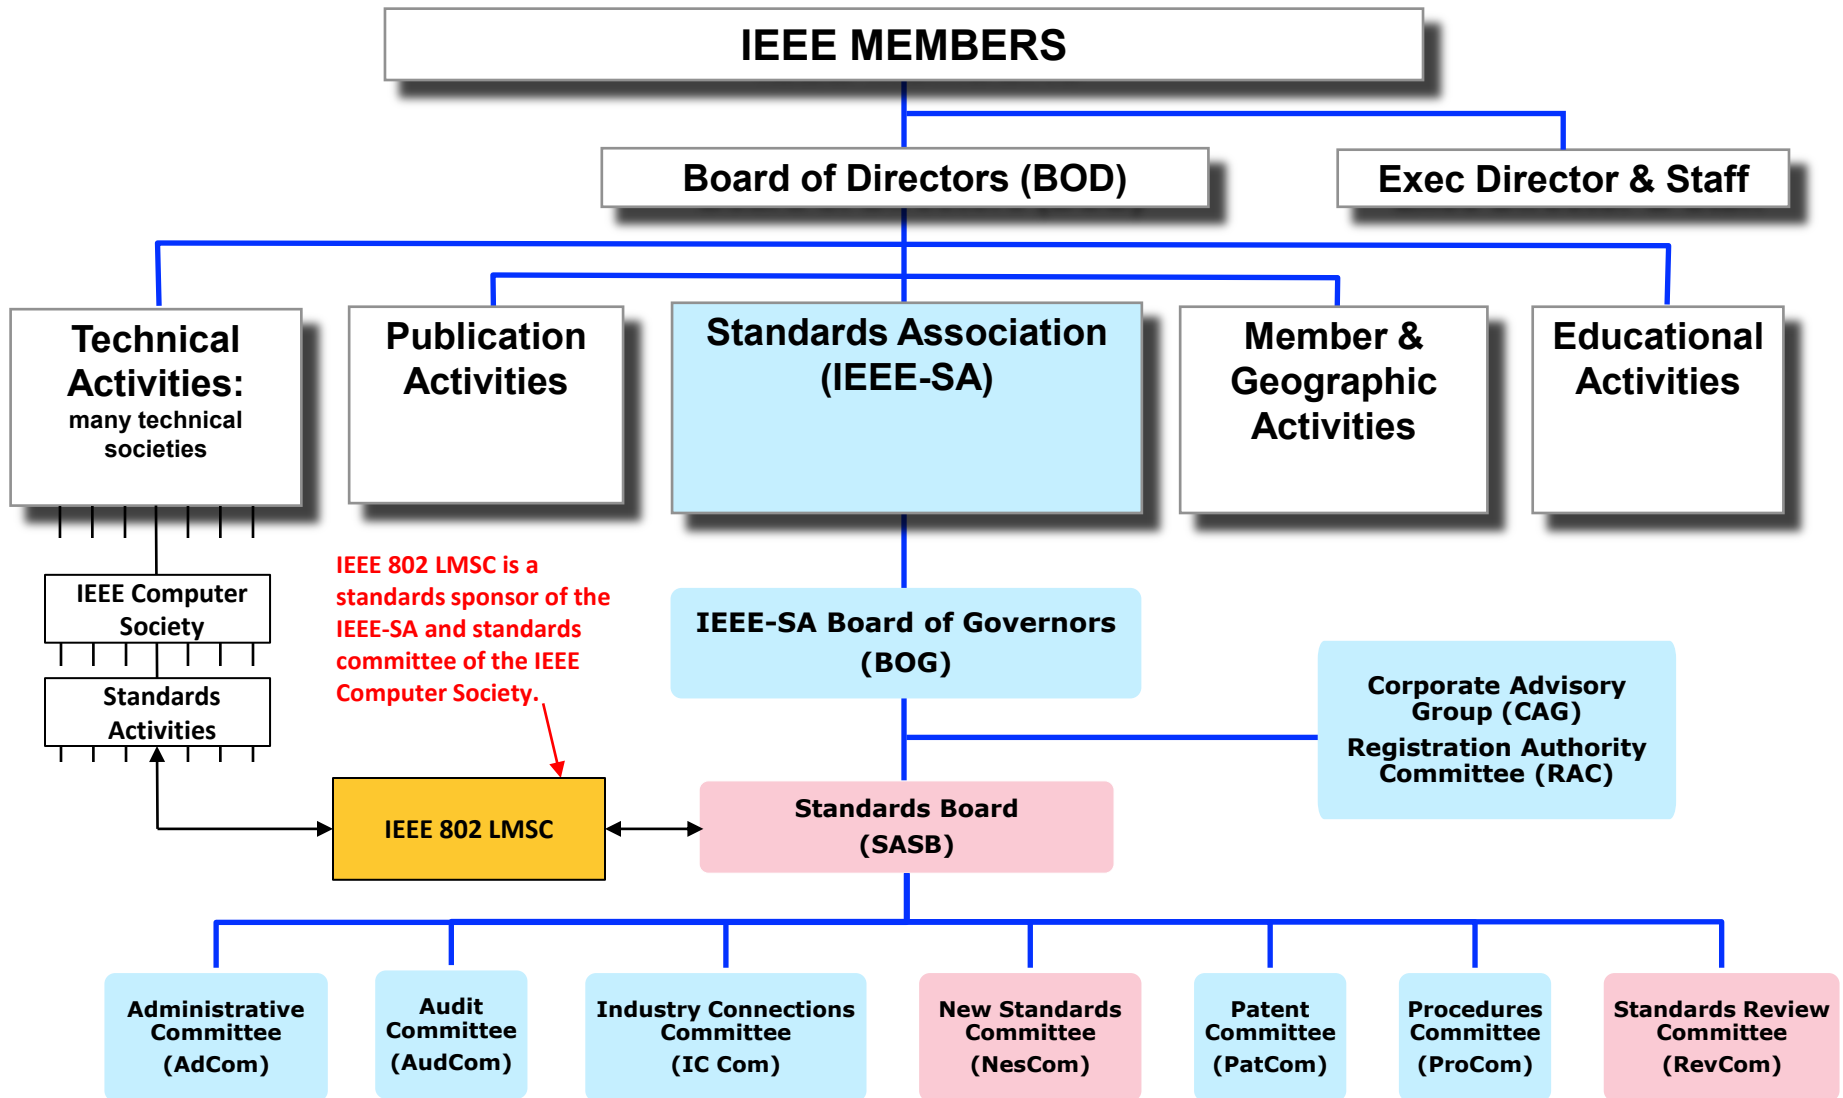 IEEE MEMBERS
Board of Directors (BOD)
Exec Director & Staff
Technical
Activities:
many technical
societies
Publication
Activities
Standards Association
(IEEE-SA)
Member &
Geographic
Activities
Educational
Activities
IEEE Computer
Society
Standards
Activities
IEEE 802 LMSC is a
standards sponsor of the
IEEE-SA and standards
committee of the IEEE
Computer Society.
IEEE-SA Board of Governors
(BOG)
Corporate Advisory
Group (CAG)
Registration Authority
Committee (RAC)
IEEE 802 LMSC
Standards Board
(SASB)
Administrative
Committee
(AdCom)
Audit
Committee
(AudCom)
Industry Connections
Committee
(IC Com)
New Standards
Committee
(NesCom)
Patent
Committee
(PatCom)
Procedures
Committee
(ProCom)
Standards Review
Committee
(RevCom)